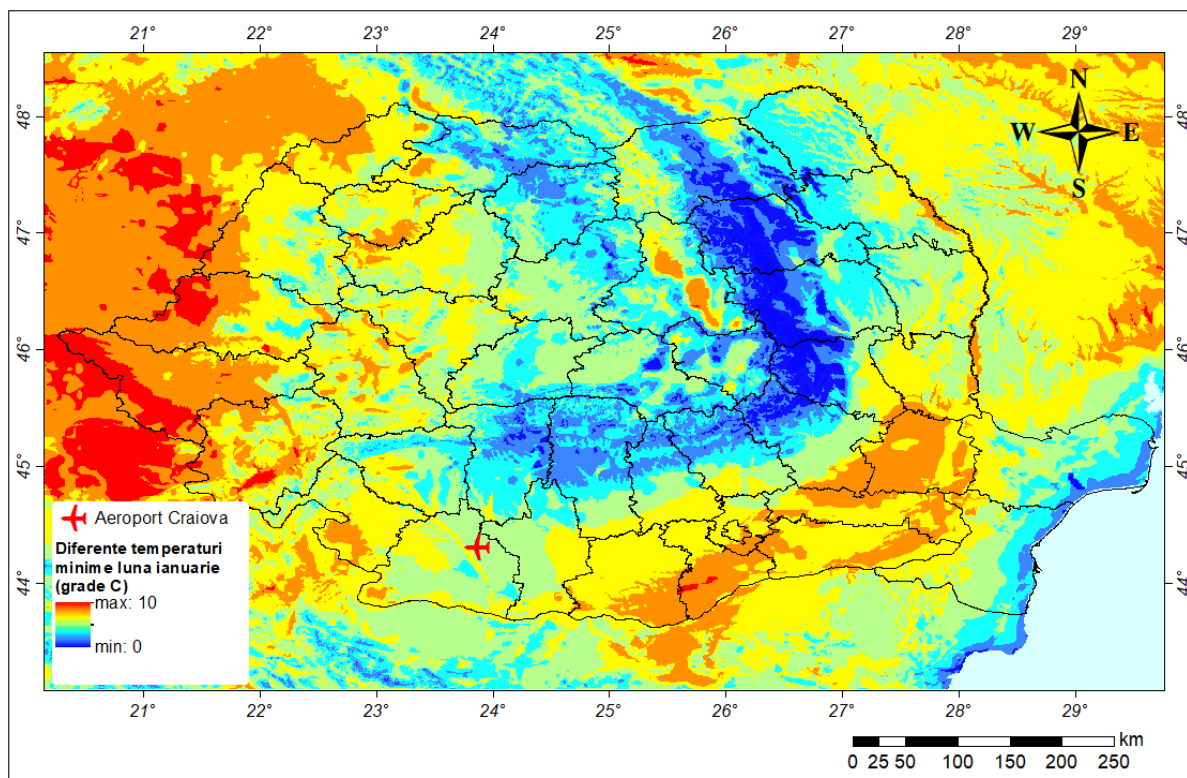 21° 22° 23° 24° 25° 26° 27° 28° 29°
48° 48°
47° 47°
46° 46°
45° 45°
44° 44°
N
W E
S
Aeroport Craiova
Diferente temperaturi
minime luna ianuarie
(grade C)
max: 10
min: 0
21° 22° 23° 24° 25° 26° 27° 28° 29°
km
0 25 50 100 150 200 250